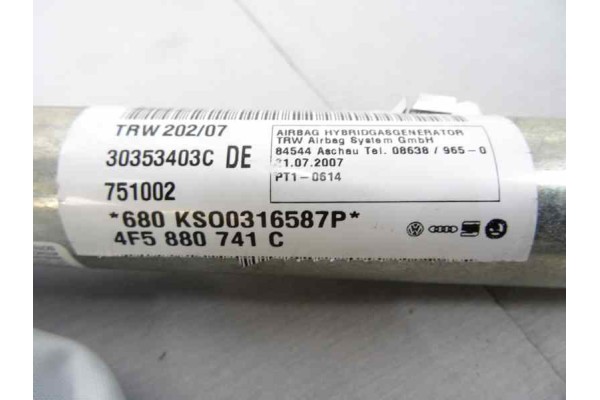 TRW 202/07
30353403C DE
751002
*680 KSO0316587P*
4F5 880 741 C
AIRBAG HYBRIDGASGENERATOR
TRW Airbag System GmbH
84544 Aschau Tel. 08638 / 965-0
21.07.2007
PT1-0614